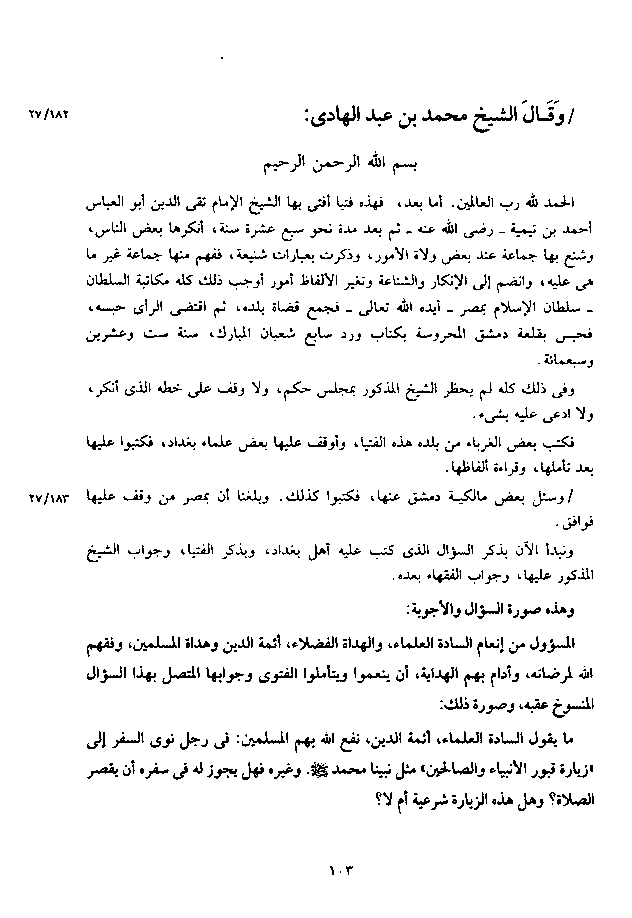 ٢٧/١٨٢
/ وَقَـالَ الشيخ محمد بن عبد الهادى:
بسم الله الرحمن الرحيم
الحمد لله رب العالمين. أما بعد، فهذه فتيا أفتى بها الشيخ الإمام تقى الدين أبو العباس
أحمد بن تيمية ـ رضى الله عنه ـ ثم بعد مدة نحو سبع عشرة سنة، أنكرها بعض الناس،
وشنع بها جماعة عند بعض ولاة الأمور، وذكرت بعبارات شنيعة، ففهم منها جماعة غير ما
هى عليه، وانضم إلى الإنكار والشناعة وتغير الألفاظ أمور أوجب ذلك كله مكاتبة السلطان
ـ سلطان الإسلام بمصر ـ أيده الله تعالى ـ فجمع قضاة بلده، ثم اقتضى الرأى حبسه،
فحبس بقلعة دمشق المحروسة بكتاب ورد سابع شعبان المبارك، سنة ست وعشرين
وسبعمائة.
وفى ذلك كله لم يحظر الشيخ المذكور بمجلس حكم، ولا وقف على خطه الذى أنكر،
ولا ادعى عليه بشىء.
فكتب بعض الغرباء من بلده هذه الفتيا، وأوقف عليها بعض علماء بغداد، فكتبوا عليها
بعد تأملها، وقراءة ألفاظها.
٢٧/١٨٣
/ وسئل بعض مالكية دمشق عنها، فكتبوا كذلك. وبلغنا أن بمصر من وقف عليها
فوافق.
ونبدأ الآن بذكر السؤال الذى كتب عليه أهل بغداد، وبذكر الفتيا، وجواب الشيخ
المذكور عليها، وجواب الفقهاء بعده.
وهذه صورة السؤال والأجوبة:
المسؤول من إنعام السادة العلماء، والهداة الفضلاء، أئمة الدين وهداة المسلمين، وفقهم
الله لمرضاته، وأدام بهم الهداية، أن ينعموا ويتأملوا الفتوى وجوابها المتصل بهذا السؤال
المنسوخ عقبه، وصورة ذلك:
ما يقول السادة العلماء، أئمة الدين، نفع الله بهم المسلمين: فى رجل نوى السفر إلى
«زيارة قبور الأنبياء والصالحين» مثل نبينا محمد ﷺ. وغيره فهل يجوز له فى سفره أن يقصر
الصلاة؟ وهل هذه الزيارة شرعية أم لا؟
١٠٣